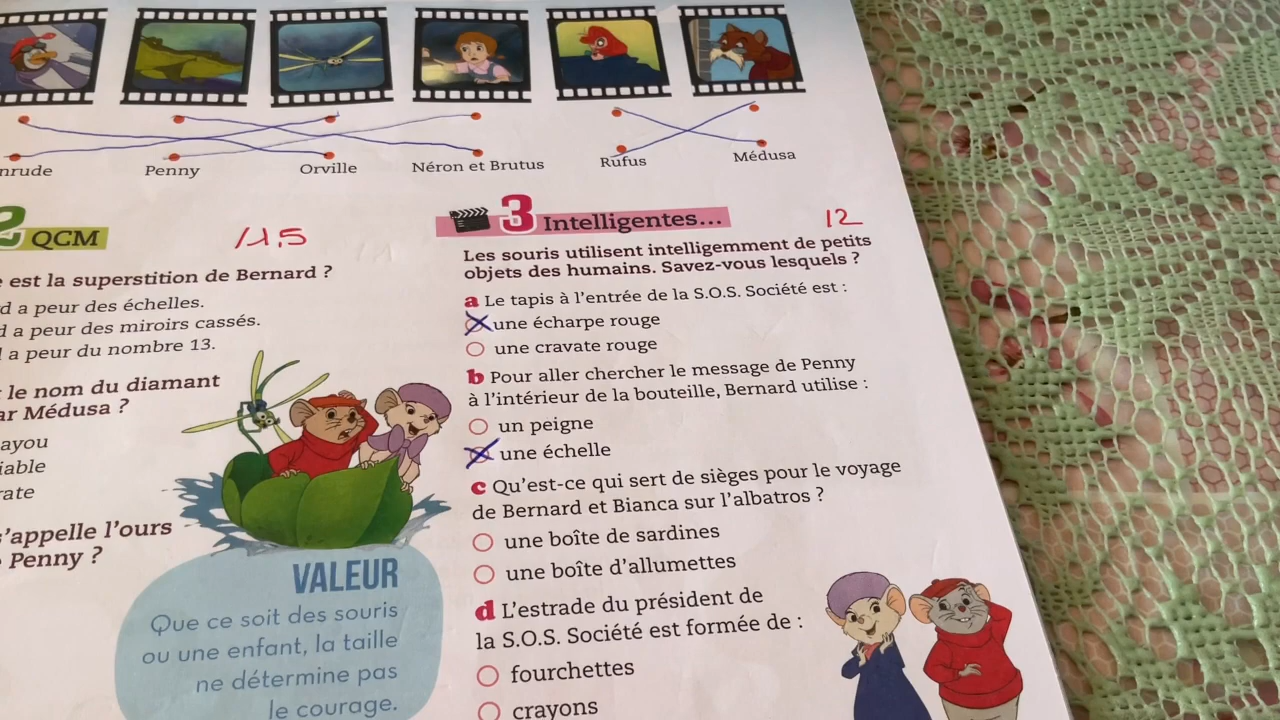 nrude Penny Orville Néron et Brutus Rufus Médusa
2 QCM 11,5
est la superstition de Bernard ?
d a peur des échelles.
d a peur des miroirs cassés.
a peur du nombre 13.
le nom du diamant
ar Médusa ?
ayou
iable
rate
s'appelle l'ours
Penny ?
VALEUR
Que ce soit des souris
ou une enfant, la taille
ne détermine pas
le courage.
3 Intelligentes... 12
Les souris utilisent intelligemment de petits
objets des humains. Savez-vous lesquels ?
a Le tapis à l'entrée de la S.O.S. Société est :
une écharpe rouge
une cravate rouge
b Pour aller chercher le message de Penny
à l'intérieur de la bouteille, Bernard utilise :
un peigne
une échelle
c Qu'est-ce qui sert de sièges pour le voyage
de Bernard et Bianca sur l'albatros ?
une boîte de sardines
une boîte d'allumettes
d L'estrade du président de
la S.O.S. Société est formée de :
fourchettes
crayons